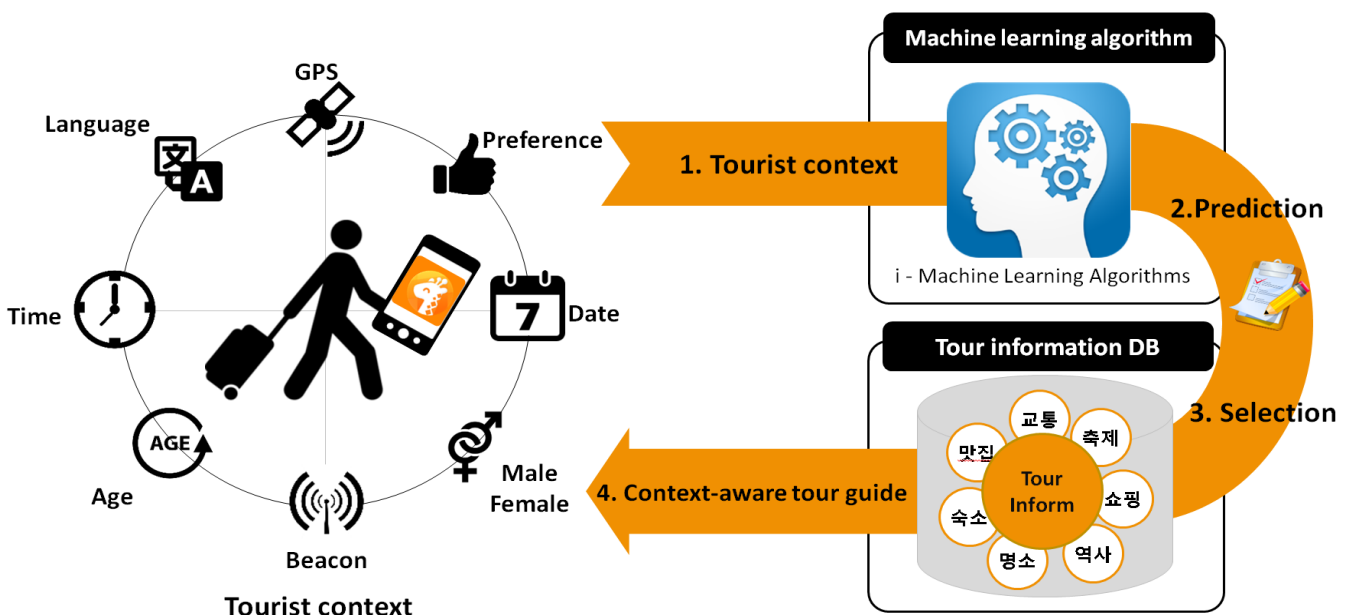 GPS
Language
文
A
Preference
Time
7
Date
AGE
Age
Male
Female
Beacon
Tourist context
Machine learning algorithm
1. Tourist context
2.Prediction
i - Machine Learning Algorithms
Tour information DB
3. Selection
4. Context-aware tour guide
교통
축제
맛집
쇼핑
숙소
명소
역사
Tour
Inform